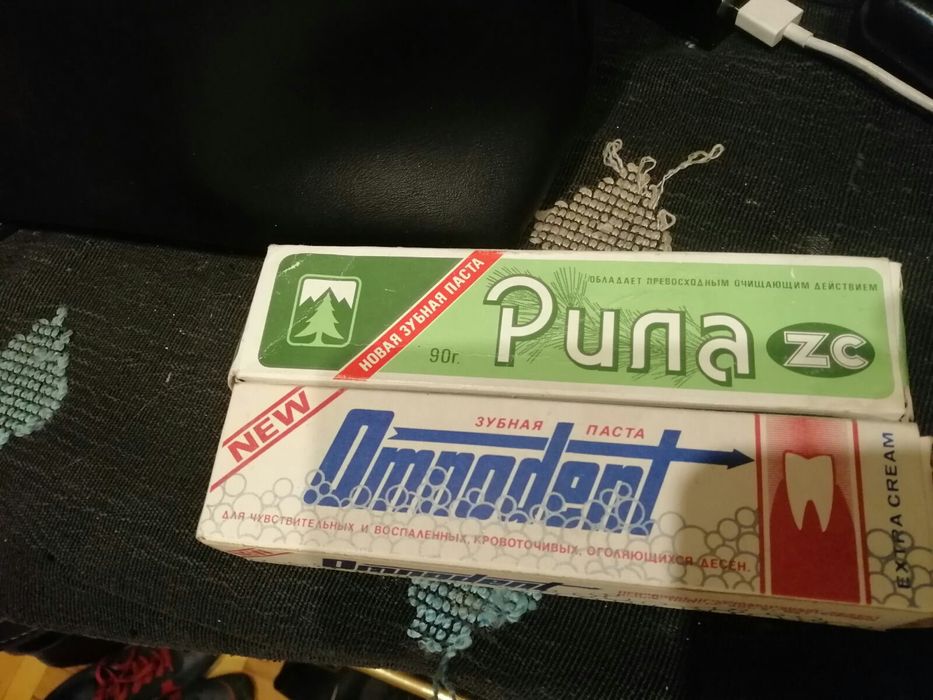 НОВАЯ ЗУБНАЯ ПАСТА
ОБЛАДАЕТ ПРЕВОСХОДНЫМ ОЧИЩАЮЩИМ ДЕЙСТВИЕМ
90г.
Рила
ZC
NEW
ЗУБНАЯ ПАСТА
Omnodent
ДЛЯ ЧУВСТВИТЕЛЬНЫХ И ВОСПАЛЕННЫХ, КРОВОТОЧИВЫХ, ОГОЛЯЮЩИХСЯ ДЕСЕН.
EXTRA CREAM
Omnodent